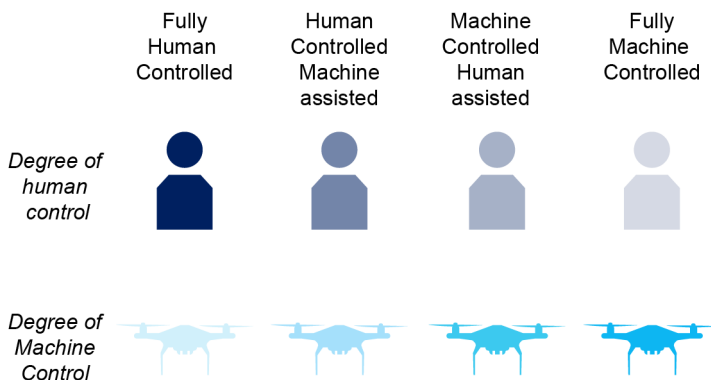 Fully
Human
Controlled
Human
Controlled
Machine
assisted
Machine
Controlled
Human
assisted
Fully
Machine
Controlled
Degree of
human
control
Degree of
Machine
Control